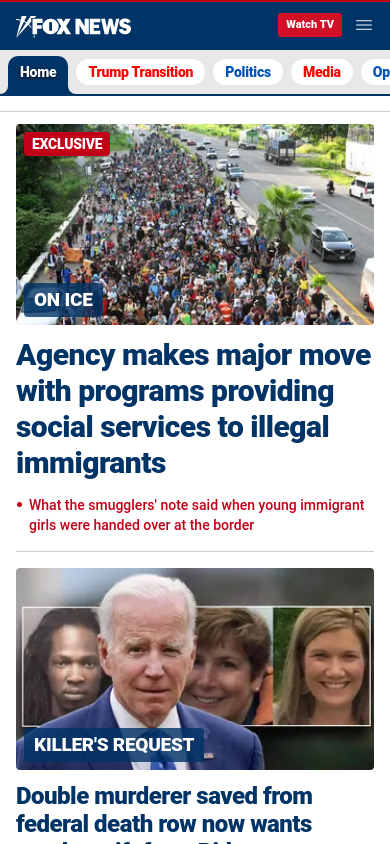 FOX NEWS
Watch TV
Home
Trump Transition
Politics
Media
Op
EXCLUSIVE
ON ICE
Agency makes major move
with programs providing
social services to illegal
immigrants
• What the smugglers' note said when young immigrant
girls were handed over at the border
KILLER'S REQUEST
Double murderer saved from
federal death row now wants